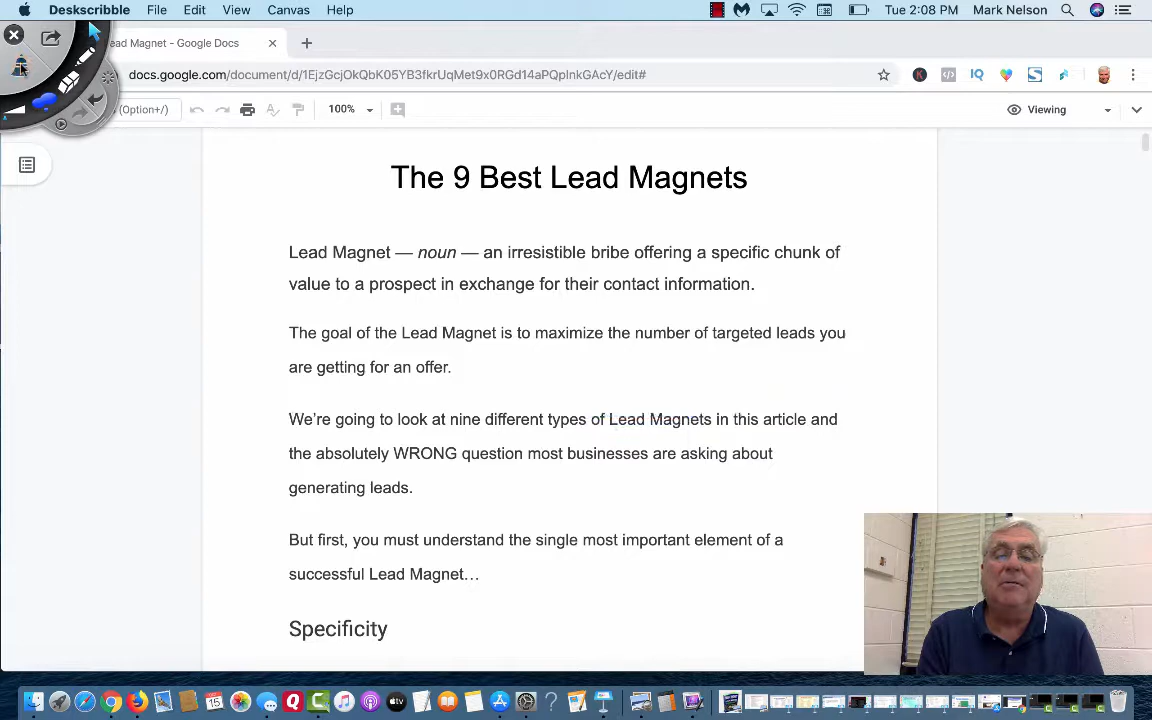 Deskscribble File Edit View Canvas Help Tue 2:08 PM Mark Nelson
ead Magnet - Google Docs
docs.google.com/document/d/1EjzGcjOkQbK05YB3fkrUqMet9x0RGd14aPQpInkGAcY/edit#
(Option+/) 100% Viewing
The 9 Best Lead Magnets
Lead Magnet — noun — an irresistible bribe offering a specific chunk of
value to a prospect in exchange for their contact information.
The goal of the Lead Magnet is to maximize the number of targeted leads you
are getting for an offer.
We’re going to look at nine different types of Lead Magnets in this article and
the absolutely WRONG question most businesses are asking about
generating leads.
But first, you must understand the single most important element of a
successful Lead Magnet…
Specificity